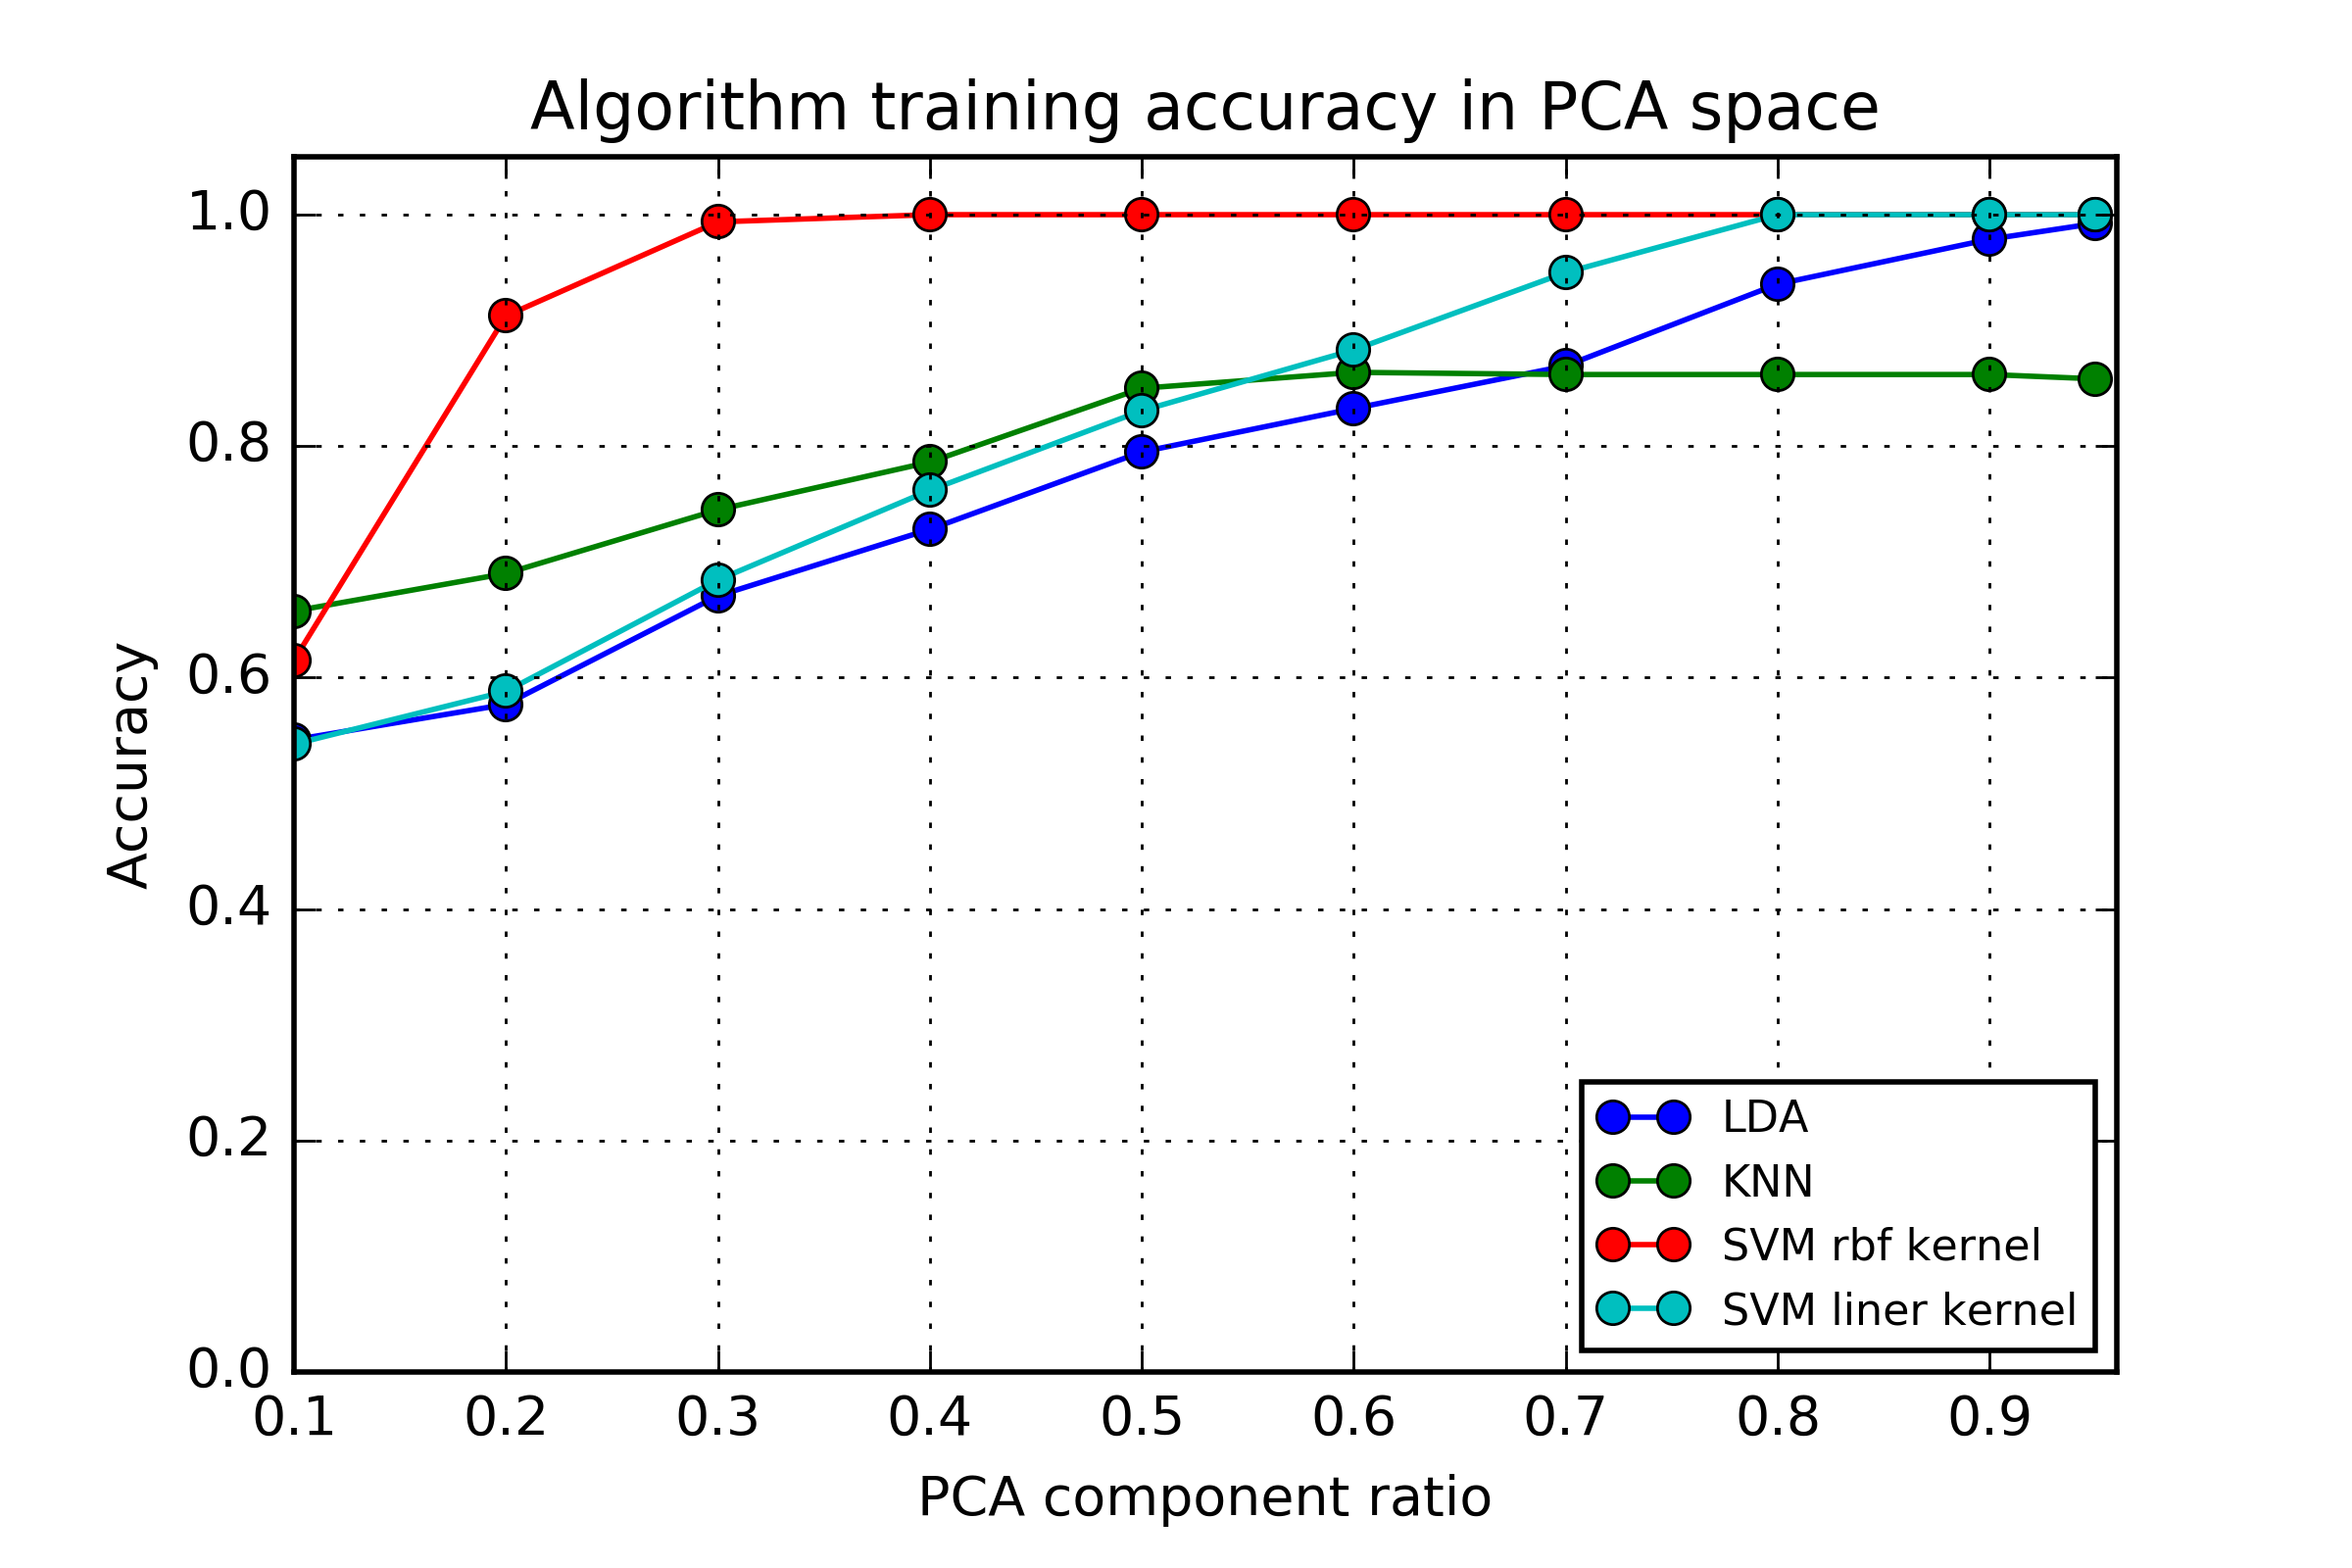 Algorithm training accuracy in PCA space
1.0
0.8
0.6
0.4
0.2
0.0
Accuracy
0.1 0.2 0.3 0.4 0.5 0.6 0.7 0.8 0.9
PCA component ratio
LDA
KNN
SVM rbf kernel
SVM liner kernel